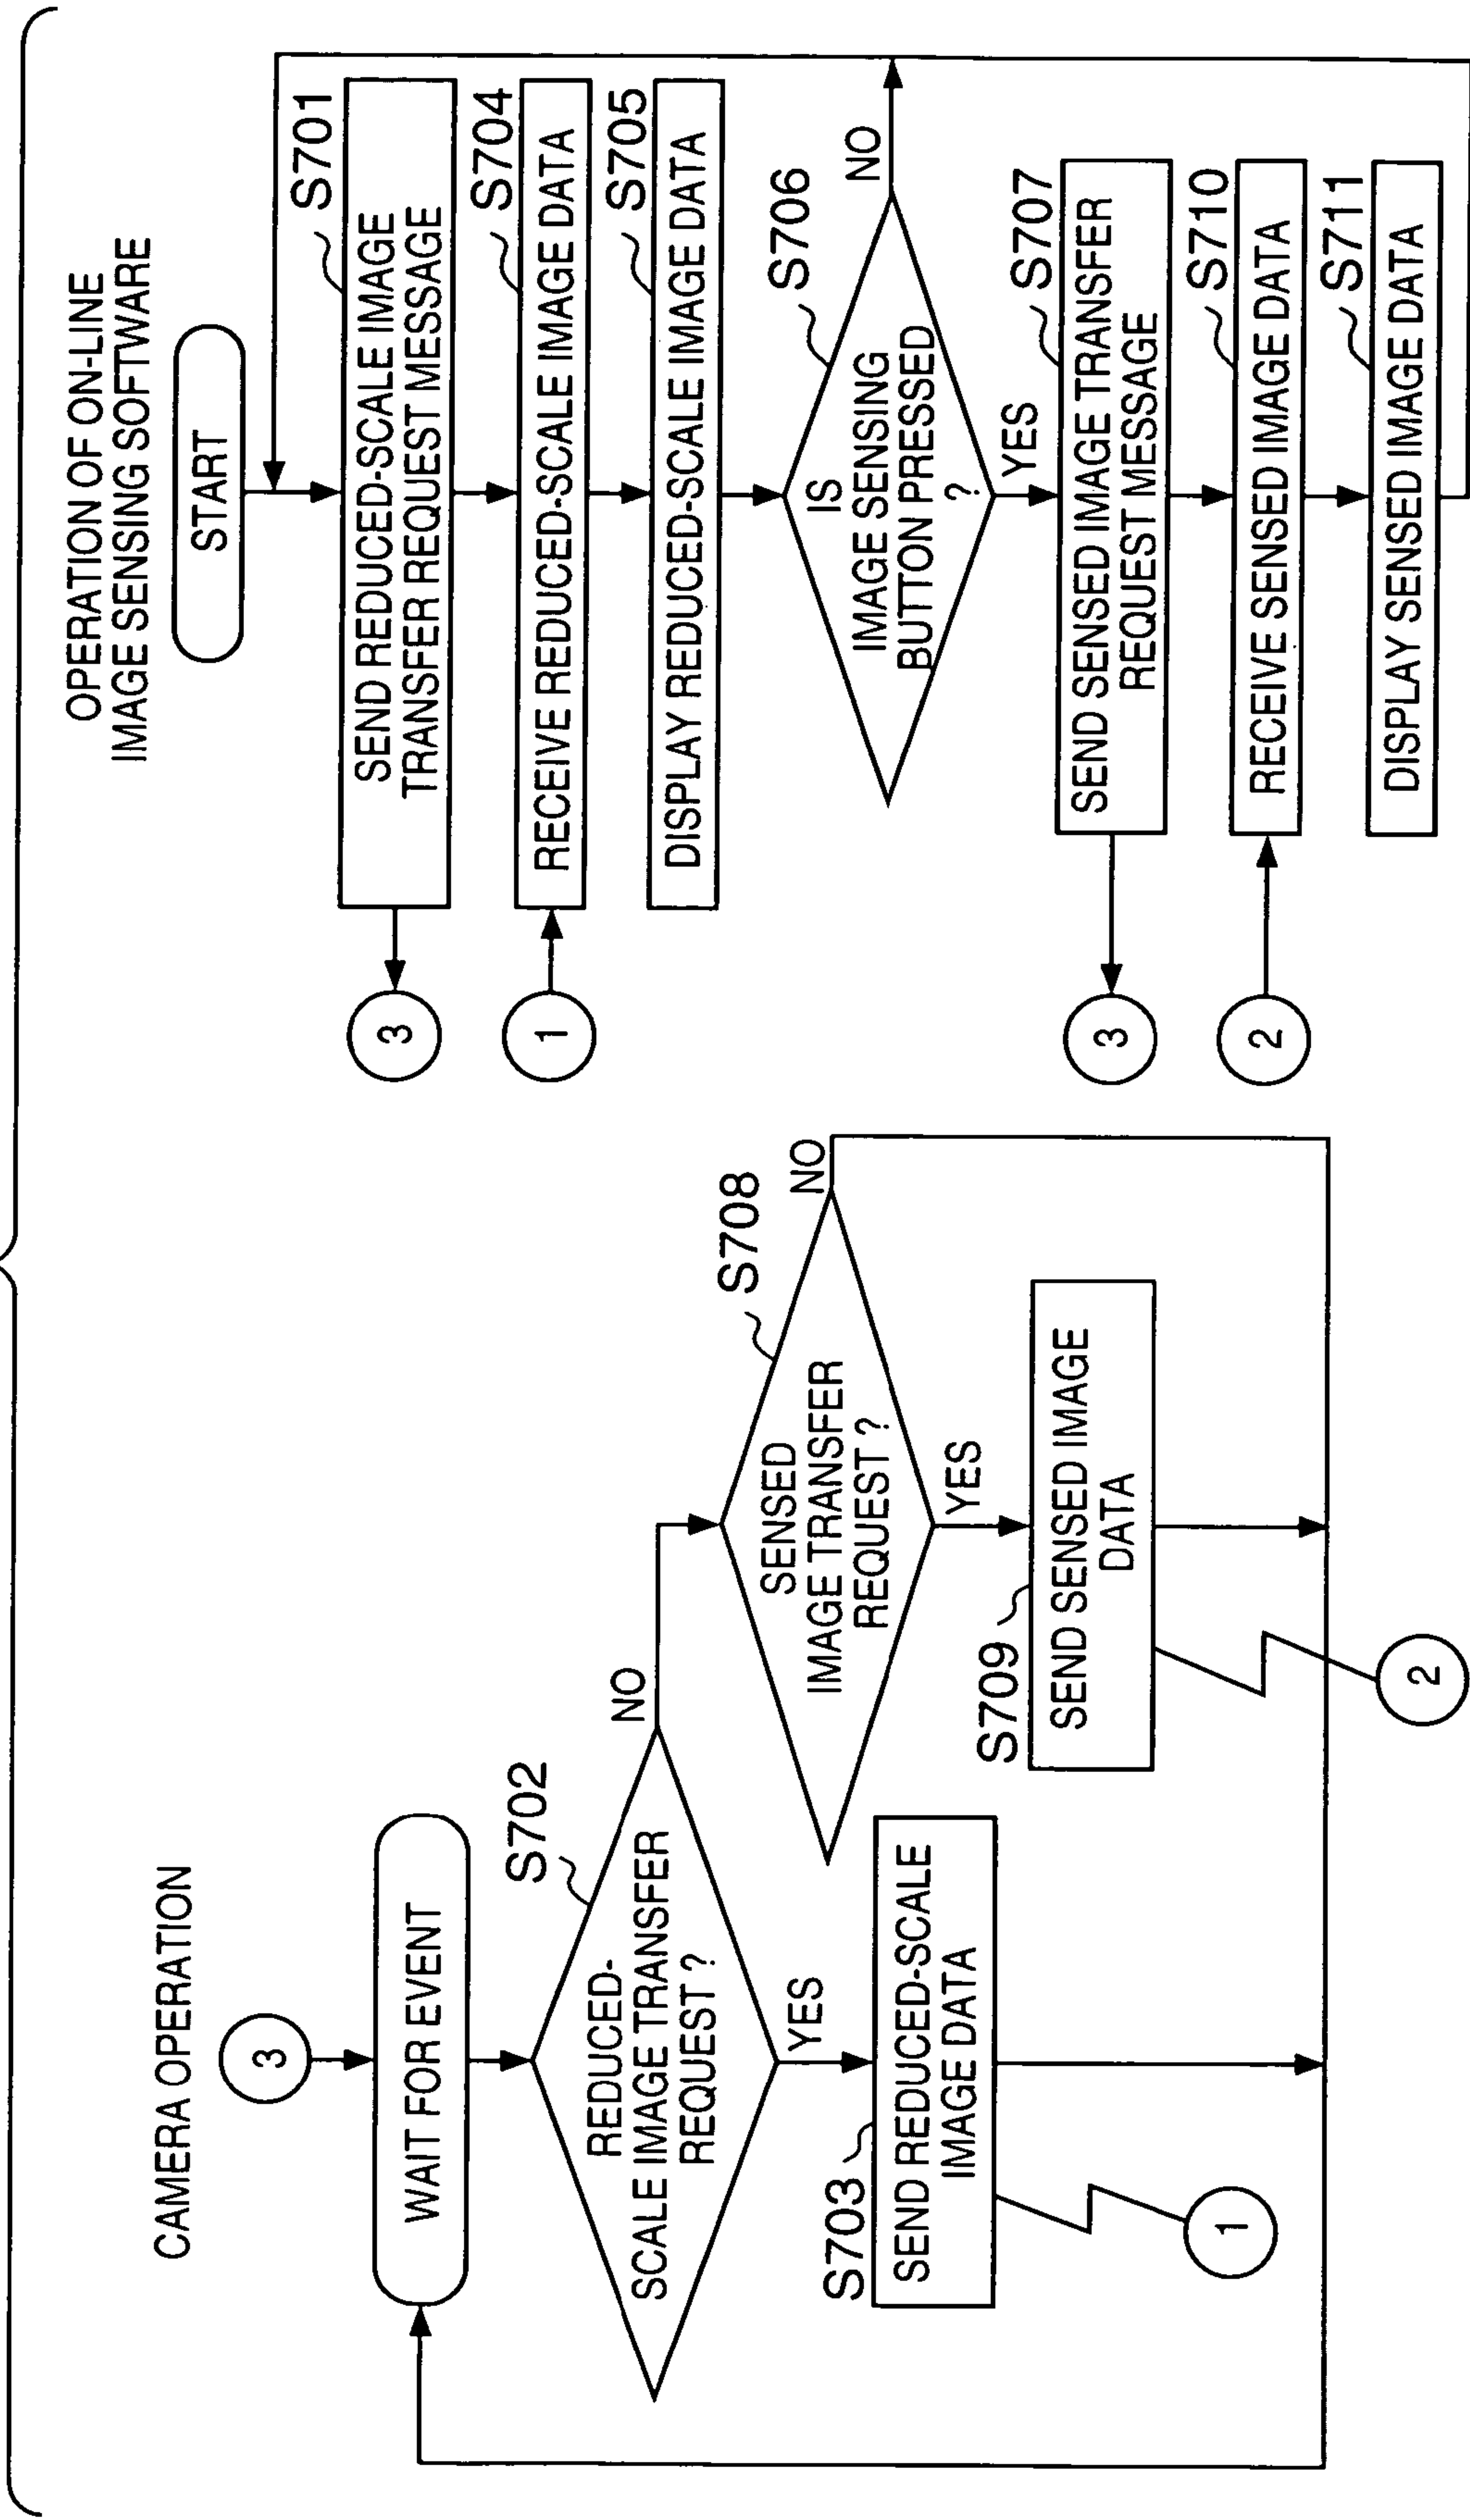 CAMERA OPERATION
3
WAIT FOR EVENT
S702
REDUCED-
SCALE IMAGE TRANSFER
REQUEST ?
NO
YES
S703
SEND REDUCED-SCALE
IMAGE DATA
1
S708
SENSED
IMAGE TRANSFER
REQUEST ?
NO
YES
S709
SEND SENSED IMAGE
DATA
2
OPERATION OF ON-LINE
IMAGE SENSING SOFTWARE
START
S701
SEND REDUCED-SCALE IMAGE
TRANSFER REQUEST MESSAGE
3
S704
RECEIVE REDUCED-SCALE IMAGE DATA
1
S705
DISPLAY REDUCED-SCALE IMAGE DATA
S706
IS
IMAGE SENSING
BUTTON PRESSED
?
NO
YES
S707
SEND SENSED IMAGE TRANSFER
REQUEST MESSAGE
3
S710
RECEIVE SENSED IMAGE DATA
2
S711
DISPLAY SENSED IMAGE DATA